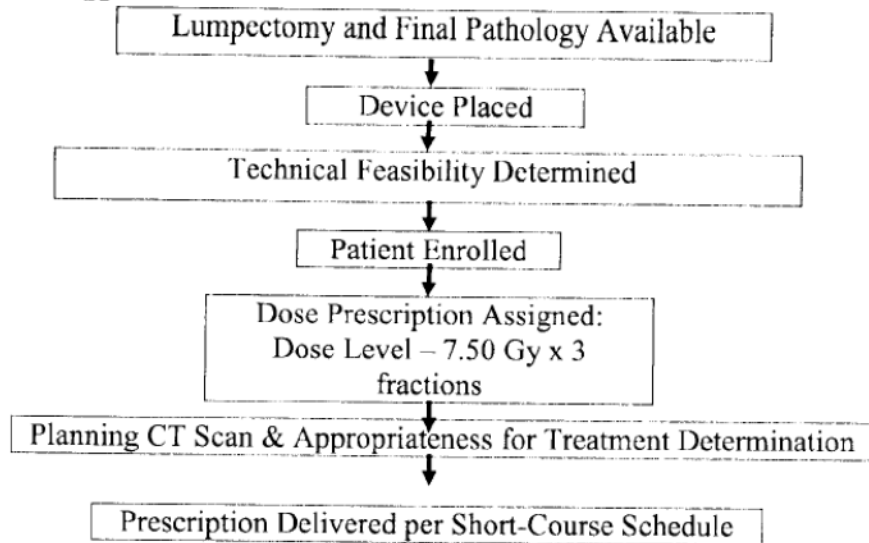 Lumpectomy and Final Pathology Available
Device Placed
Technical Feasibility Determined
Patient Enrolled
Dose Prescription Assigned:
Dose Level – 7.50 Gy x 3
fractions
Planning CT Scan & Appropriateness for Treatment Determination
Prescription Delivered per Short-Course Schedule